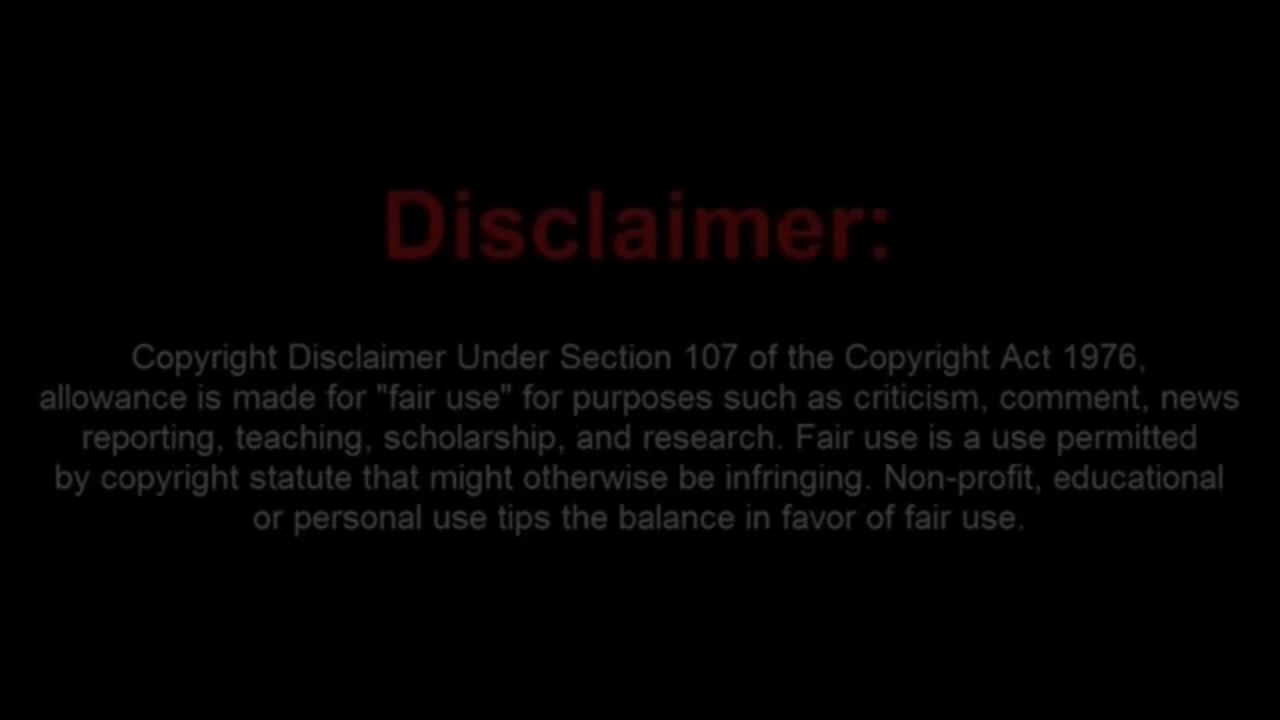 Disclaimer:
Copyright Disclaimer Under Section 107 of the Copyright Act 1976,
allowance is made for "fair use" for purposes such as criticism, comment, news
reporting, teaching, scholarship, and research. Fair use is a use permitted
by copyright statute that might otherwise be infringing. Non-profit, educational
or personal use tips the balance in favor of fair use.